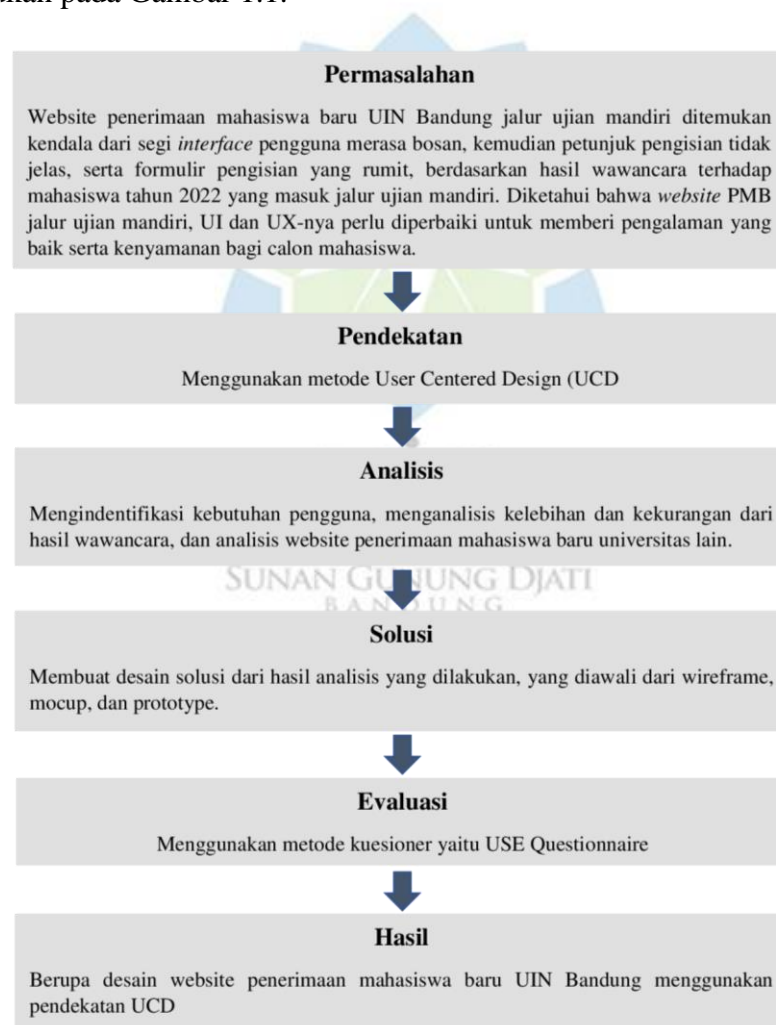 pada Gambar 1.1.
Permasalahan
Website penerimaan mahasiswa baru UIN Bandung jalur ujian mandiri ditemukan
kendala dari segi interface pengguna merasa bosan, kemudian petunjuk pengisian tidak
jelas, serta formulir pengisian yang rumit, berdasarkan hasil wawancara terhadap
mahasiswa tahun 2022 yang masuk jalur ujian mandiri. Diketahui bahwa website PMB
jalur ujian mandiri, UI dan UX-nya perlu diperbaiki untuk memberi pengalaman yang
baik serta kenyamanan bagi calon mahasiswa.
Pendekatan
Menggunakan metode User Centered Design (UCD
Analisis
Mengindentifikasi kebutuhan pengguna, menganalisis kelebihan dan kekurangan dari
hasil wawancara, dan analisis website penerimaan mahasiswa baru universitas lain.
SUNAN GUNUNG DJATI
BANDUNG
Solusi
Membuat desain solusi dari hasil analisis yang dilakukan, yang diawali dari wireframe,
mocup, dan prototype.
Evaluasi
Menggunakan metode kuesioner yaitu USE Questionnaire
Hasil
Berupa desain website penerimaan mahasiswa baru UIN Bandung menggunakan
pendekatan UCD